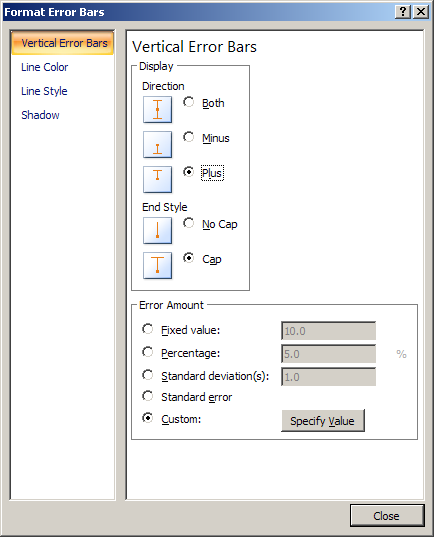 Format Error Bars
Vertical Error Bars
Line Color
Line Style
Shadow
Vertical Error Bars
Display
Direction
Both
Minus
Plus
End Style
No Cap
Cap
Error Amount
Fixed value: 10.0
Percentage: 5.0 %
Standard deviation(s): 1.0
Standard error
Custom: Specify Value
Close